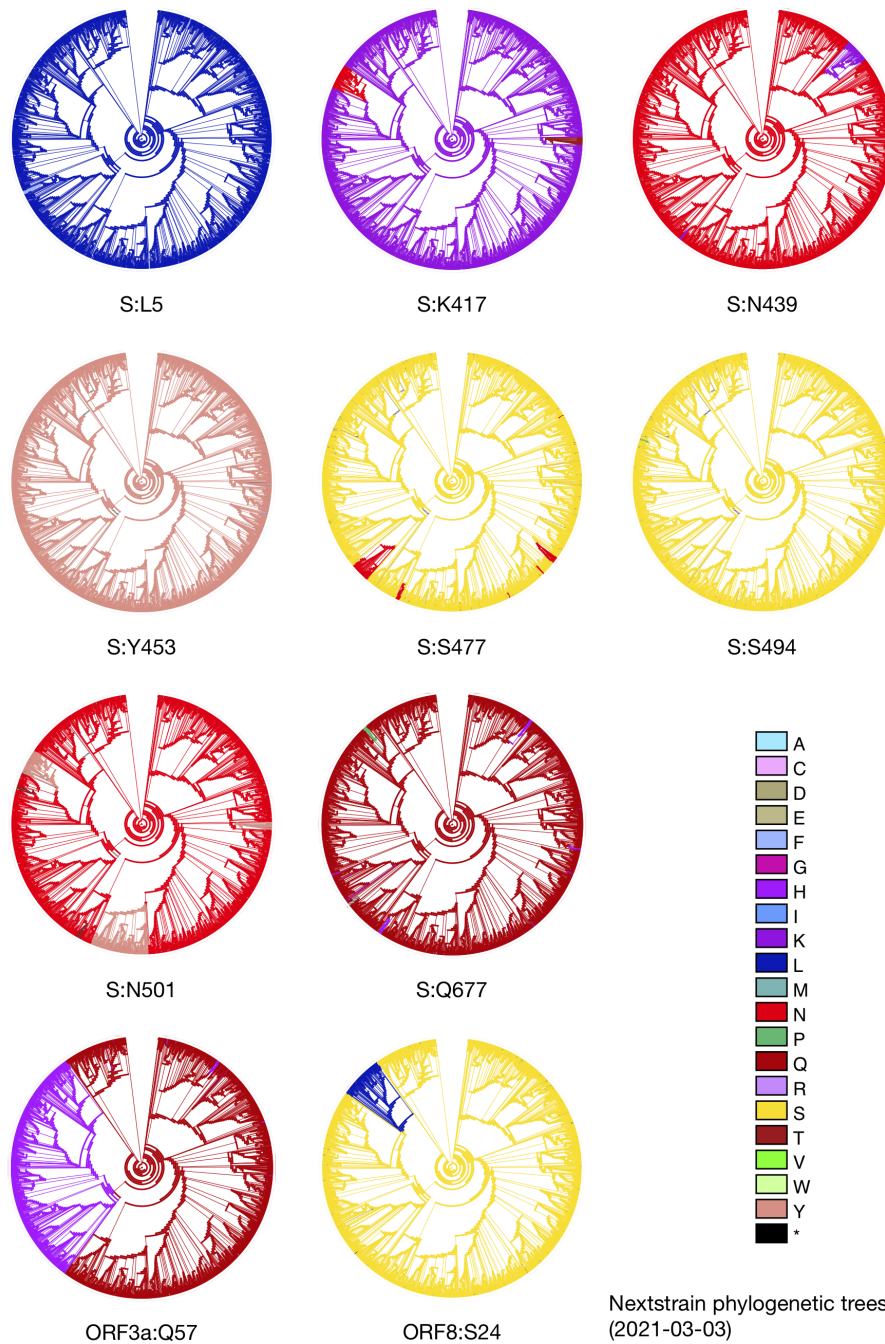 S:L5
S:K417
S:N439
S:Y453
S:S477
S:S494
S:N501
S:Q677
A
C
D
E
F
G
H
I
K
L
M
N
P
Q
R
S
T
V
W
Y
*
ORF3a:Q57
ORF8:S24
Nextstrain phylogenetic trees
(2021-03-03)